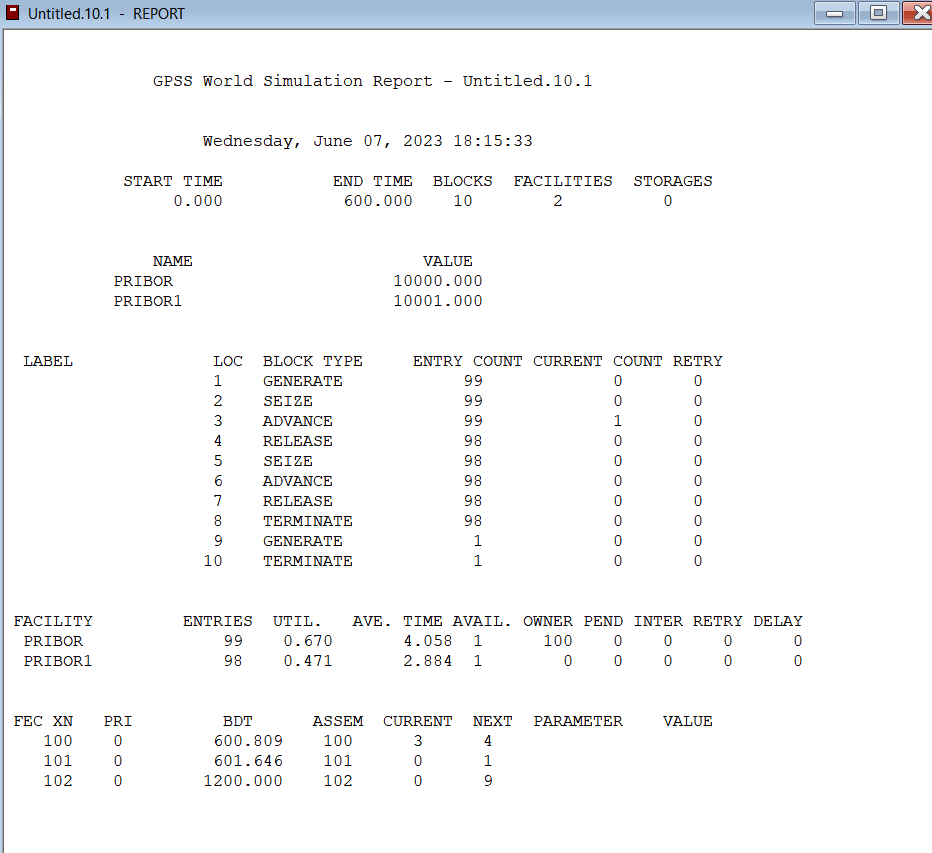 Untitled.10.1 - REPORT
GPSS World Simulation Report - Untitled.10.1
Wednesday, June 07, 2023 18:15:33
START TIME END TIME BLOCKS FACILITIES STORAGES
0.000 600.000 10 2 0
NAME VALUE
PRIBOR 10000.000
PRIBOR1 10001.000
LABEL LOC BLOCK TYPE ENTRY COUNT CURRENT COUNT RETRY
1 GENERATE 99 0 0
2 SEIZE 99 0 0
3 ADVANCE 99 1 0
4 RELEASE 98 0 0
5 SEIZE 98 0 0
6 ADVANCE 98 0 0
7 RELEASE 98 0 0
8 TERMINATE 98 0 0
9 GENERATE 1 0 0
10 TERMINATE 1 0 0
FACILITY ENTRIES UTIL. AVE. TIME AVAIL. OWNER PEND INTER RETRY DELAY
PRIBOR 99 0.670 4.058 1 100 0 0 0 0
PRIBOR1 98 0.471 2.884 1 0 0 0 0 0
FEC XN PRI BDT ASSEM CURRENT NEXT PARAMETER VALUE
100 0 600.809 100 3 4
101 0 601.646 101 0 1
102 0 1200.000 102 0 9